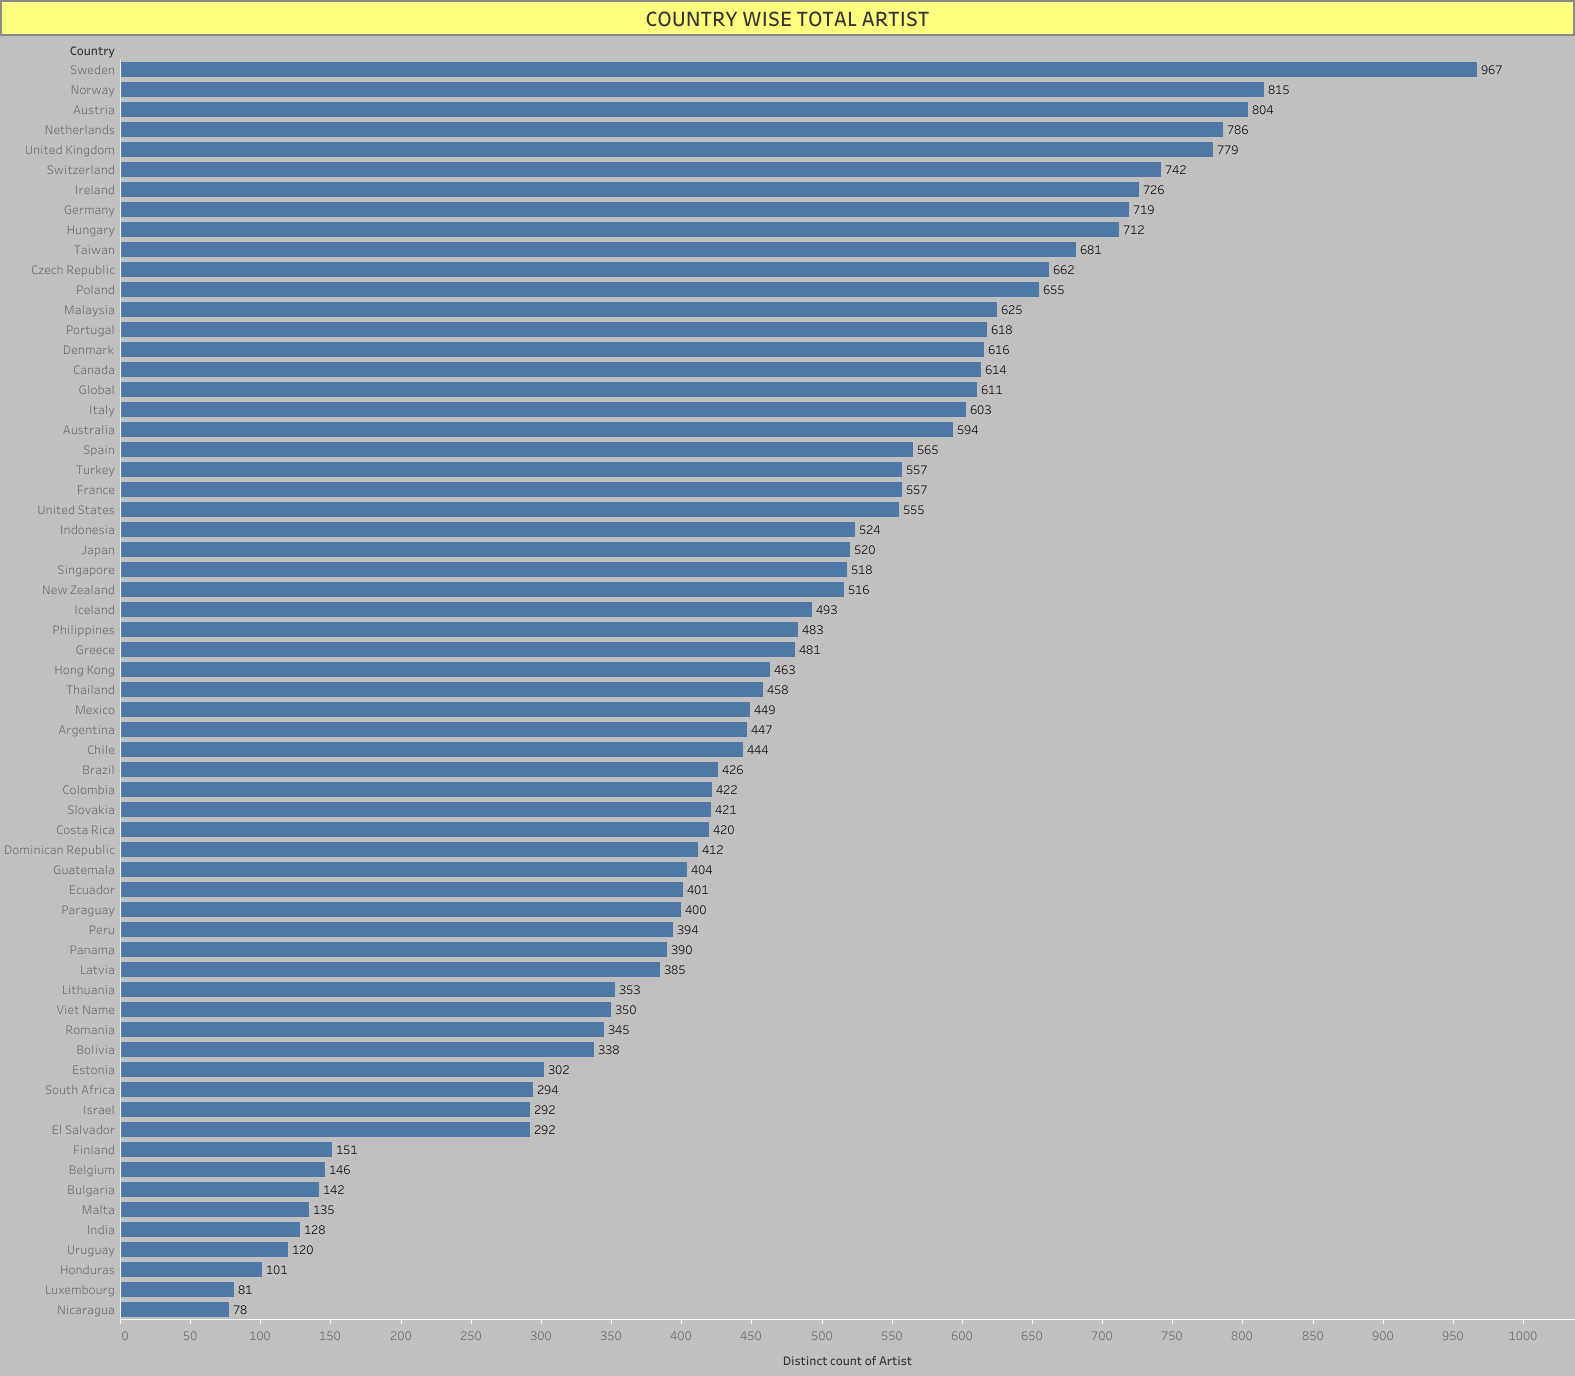 COUNTRY WISE TOTAL ARTIST
Country
Sweden 967
Norway 815
Austria 804
Netherlands 786
United Kingdom 779
Switzerland 742
Ireland 726
Germany 719
Hungary 712
Taiwan 681
Czech Republic 662
Poland 655
Malaysia 625
Portugal 618
Denmark 616
Canada 614
Global 611
Italy 603
Australia 594
Spain 565
Turkey 557
France 557
United States 555
Indonesia 524
Japan 520
Singapore 518
New Zealand 516
Iceland 493
Philippines 483
Greece 481
Hong Kong 463
Thailand 458
Mexico 449
Argentina 447
Chile 444
Brazil 426
Colombia 422
Slovakia 421
Costa Rica 420
Dominican Republic 412
Guatemala 404
Ecuador 401
Paraguay 400
Peru 394
Panama 390
Latvia 385
Lithuania 353
Viet Name 350
Romania 345
Bolivia 338
Estonia 302
South Africa 294
Israel 292
El Salvador 292
Finland 151
Belgium 146
Bulgaria 142
Malta 135
India 128
Uruguay 120
Honduras 101
Luxembourg 81
Nicaragua 78
0 50 100 150 200 250 300 350 400 450 500 550 600 650 700 750 800 850 900 950 1000
Distinct count of Artist